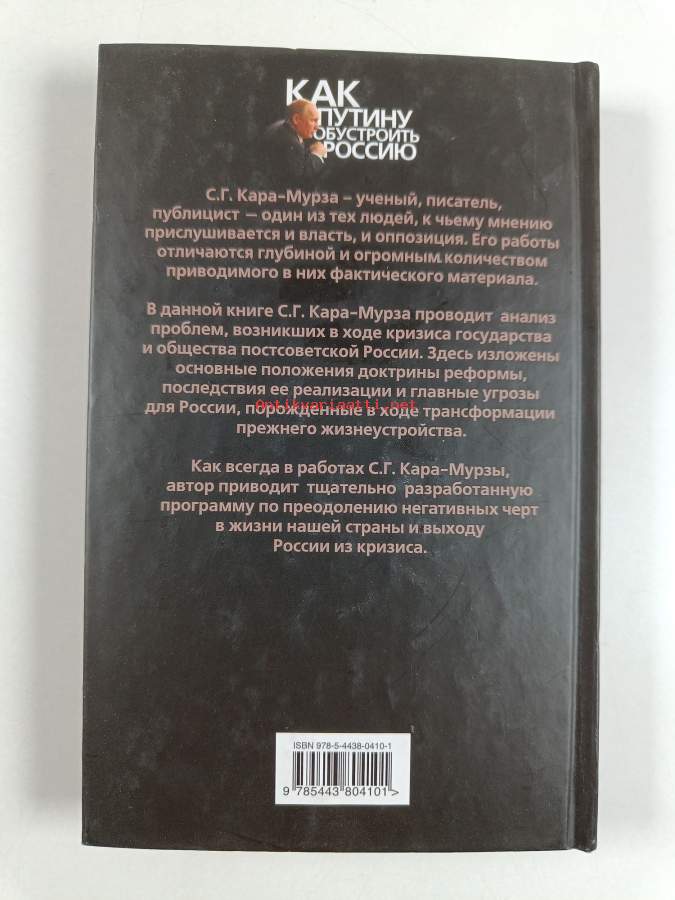 КАК
ПУТИНУ
ОБУСТРОИТЬ
РОССИЮ
С.Г. Кара-Мурза – ученый, писатель,
публицист – один из тех людей, к чьему мнению
прислушивается и власть, и оппозиция. Его работы
отличаются глубиной и огромным количеством
приводимого в них фактического материала.
В данной книге С.Г. Кара-Мурза проводит анализ
проблем, возникших в ходе кризиса государства
и общества постсоветской России. Здесь изложены
основные положения доктрины реформы,
последствия ее реализации и главные угрозы
Antikvariaatti.net
для России, порожденные в ходе трансформации
прежнего жизнеустройства.
Как всегда в работах С.Г. Кара-Мурзы,
автор приводит тщательно разработанную
программу по преодолению негативных черт
в жизни нашей страны и выходу
России из кризиса.
ISBN 978-5-4438-0410-1
9 785443 804101>